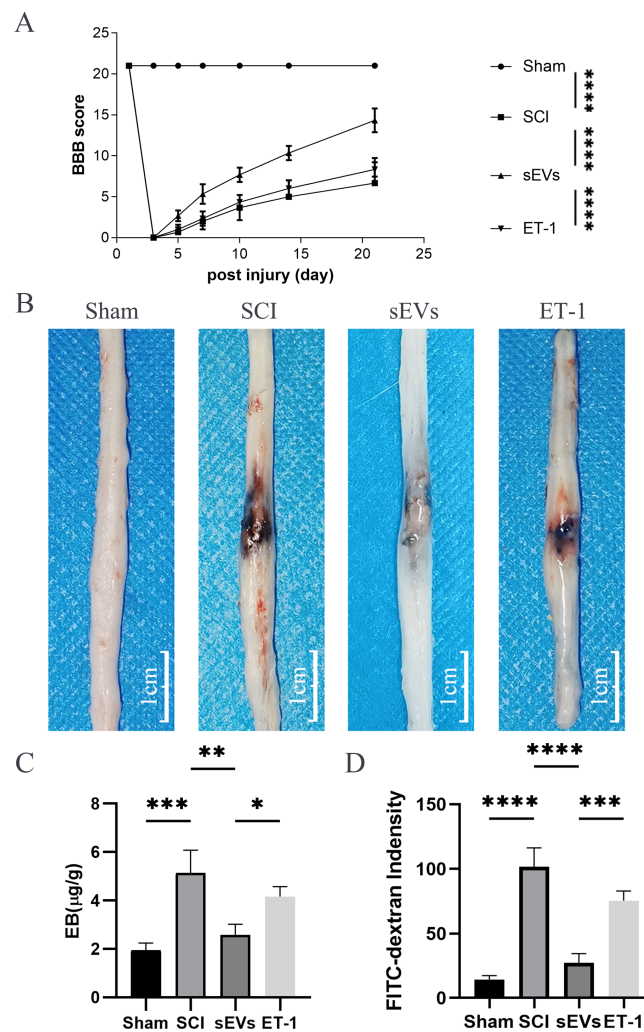 A
25
20
15
10
5
0
BBB score
0 5 10 15 20 25
post injury (day)
Sham
SCI
sEVs
ET-1
****
****
****
B
Sham SCI sEVs ET-1
1cm 1cm 1cm 1cm
C
**
*** *
8
6
4
2
0
EB(μg/g)
Sham SCI sEVs ET-1
D
****
**** ***
150
100
50
0
FITC-dextran Indensity
Sham SCI sEVs ET-1